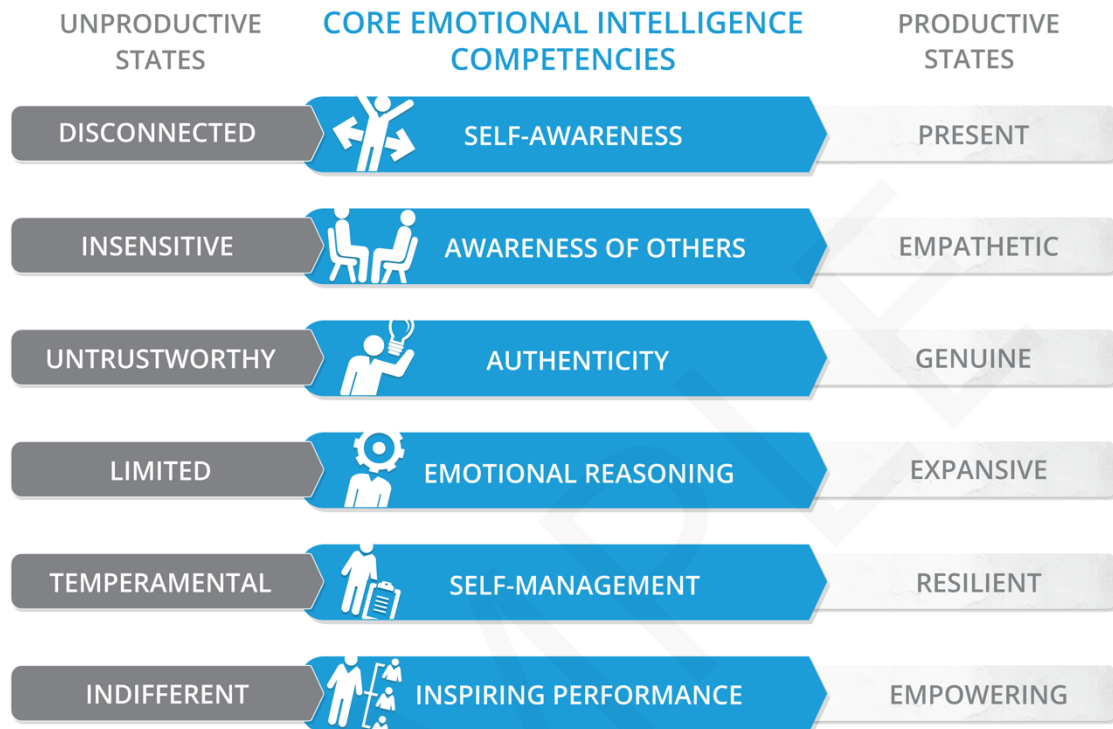 UNPRODUCTIVE
STATES
CORE EMOTIONAL INTELLIGENCE
COMPETENCIES
PRODUCTIVE
STATES
DISCONNECTED
SELF-AWARENESS
PRESENT
INSENSITIVE
AWARENESS OF OTHERS
EMPATHETIC
UNTRUSTWORTHY
AUTHENTICITY
GENUINE
LIMITED
EMOTIONAL REASONING
EXPANSIVE
TEMPERAMENTAL
SELF-MANAGEMENT
RESILIENT
INDIFFERENT
INSPIRING PERFORMANCE
EMPOWERING